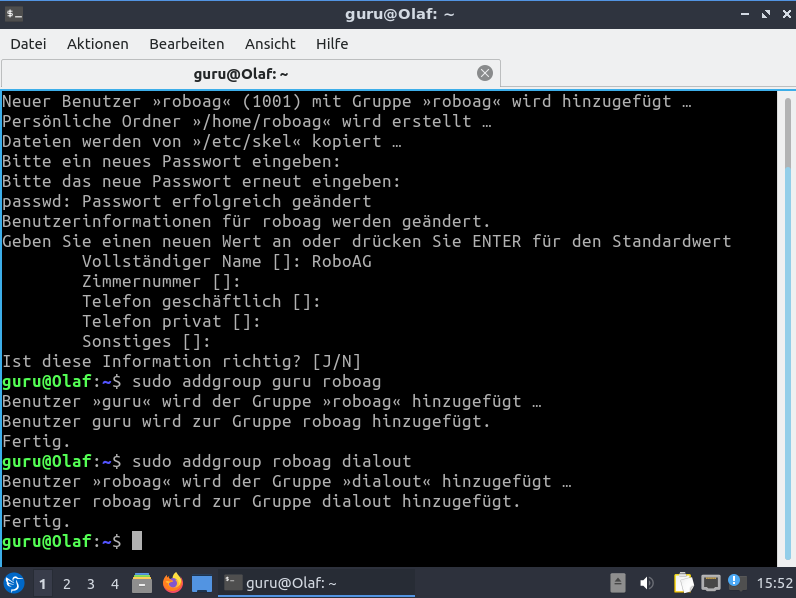 guru@Olaf: ~
Datei Aktionen Bearbeiten Ansicht Hilfe
guru@Olaf: ~
Neuer Benutzer »roboag« (1001) mit Gruppe »roboag« wird hinzugefügt …
Persönliche Ordner »/home/roboag« wird erstellt …
Dateien werden von »/etc/skel« kopiert …
Bitte ein neues Passwort eingeben:
Bitte das neue Passwort erneut eingeben:
passwd: Passwort erfolgreich geändert
Benutzerinformationen für roboag werden geändert.
Geben Sie einen neuen Wert an oder drücken Sie ENTER für den Standardwert
Vollständiger Name []: RoboAG
Zimmernummer []:
Telefon geschäftlich []:
Telefon privat []:
Sonstiges []:
Ist diese Information richtig? [J/N]
guru@Olaf:~$ sudo addgroup guru roboag
Benutzer »guru« wird der Gruppe »roboag« hinzugefügt …
Benutzer guru wird zur Gruppe roboag hinzugefügt.
Fertig.
guru@Olaf:~$ sudo addgroup roboag dialout
Benutzer »roboag« wird der Gruppe »dialout« hinzugefügt …
Benutzer roboag wird zur Gruppe dialout hinzugefügt.
Fertig.
guru@Olaf:~$
1 2 3 4 guru@Olaf: ~ 15:52